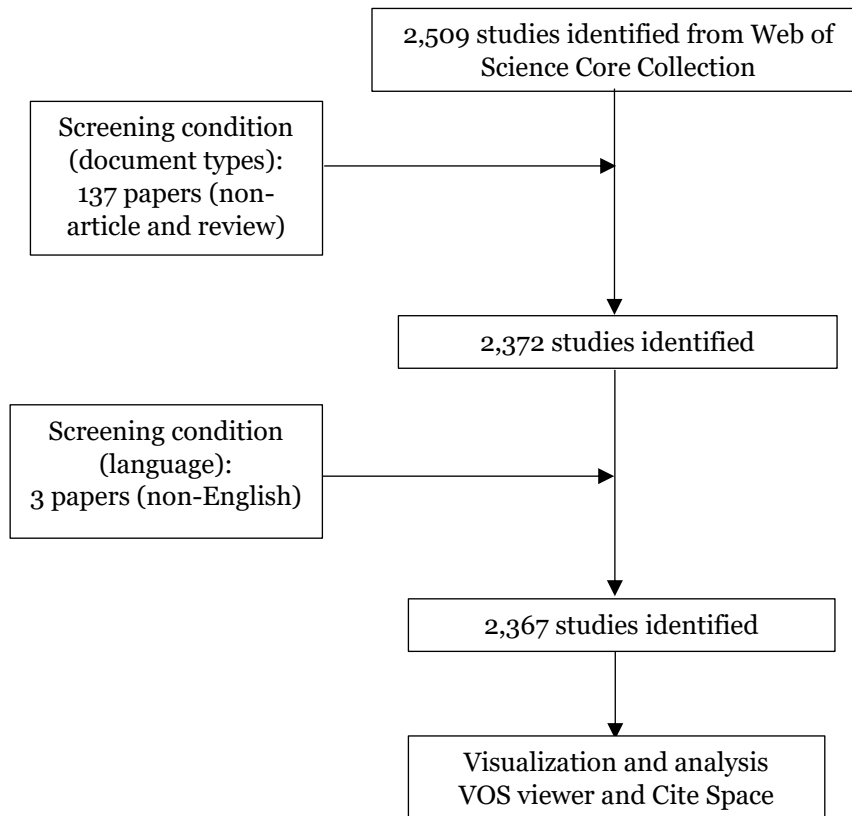 2,509 studies identified from Web of
Science Core Collection
Screening condition
(document types):
137 papers (non-
article and review)
2,372 studies identified
Screening condition
(language):
3 papers (non-English)
2,367 studies identified
Visualization and analysis
VOS viewer and Cite Space